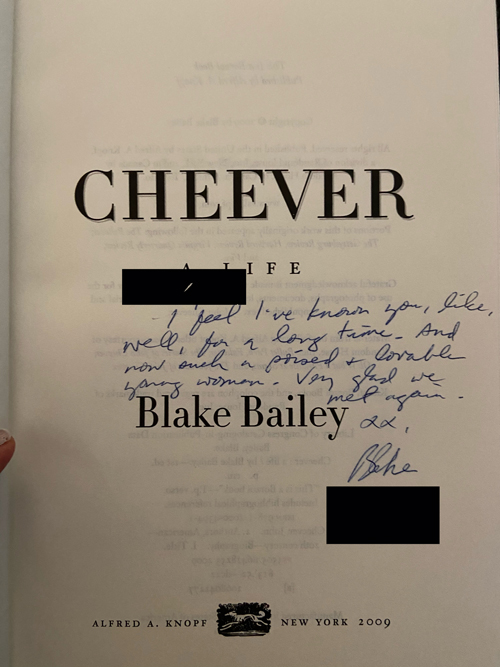 CHEEVER
A LIFE
- I feel I've known you, like,
well, for a long time. And
now such a poised & lovable
young woman. Very glad we
met again.
Blake Bailey
xx,
Blake
ALFRED A. KNOPF NEW YORK 2009